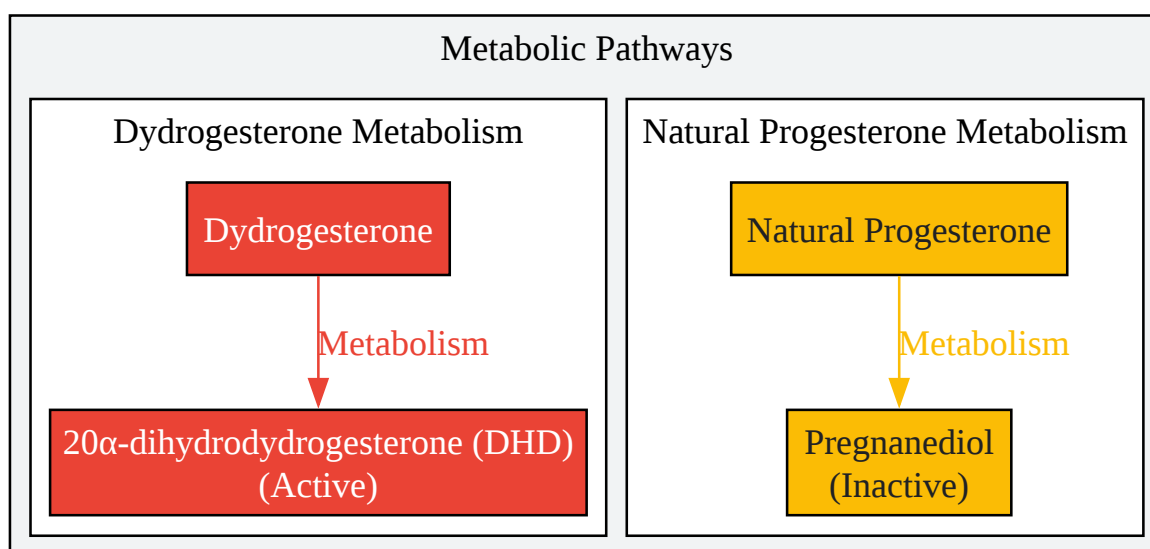 Metabolic Pathways
Dydrogesterone Metabolism
Dydrogesterone
Metabolism
20α-dihydrodydrogesterone (DHD)
(Active)
Natural Progesterone Metabolism
Natural Progesterone
Metabolism
Pregnanediol
(Inactive)